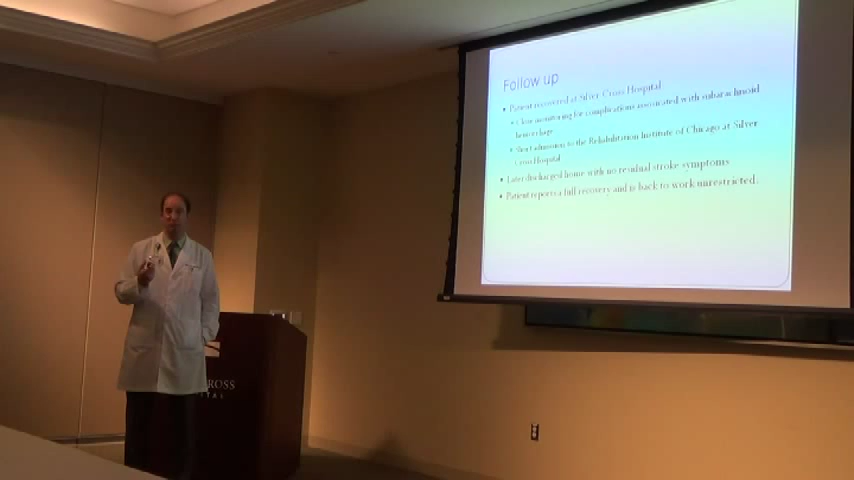 Follow up
• Patient recovered at Silver Cross Hospital
• Close monitoring for complications associated with subarachnoid
hemorrhage
• Short admission to the Rehabilitation Institute of Chicago at Silver
Cross Hospital
• Later discharged home with no residual stroke symptoms
• Patient reports a full recovery and is back to work unrestricted.
ROSS
ITAL